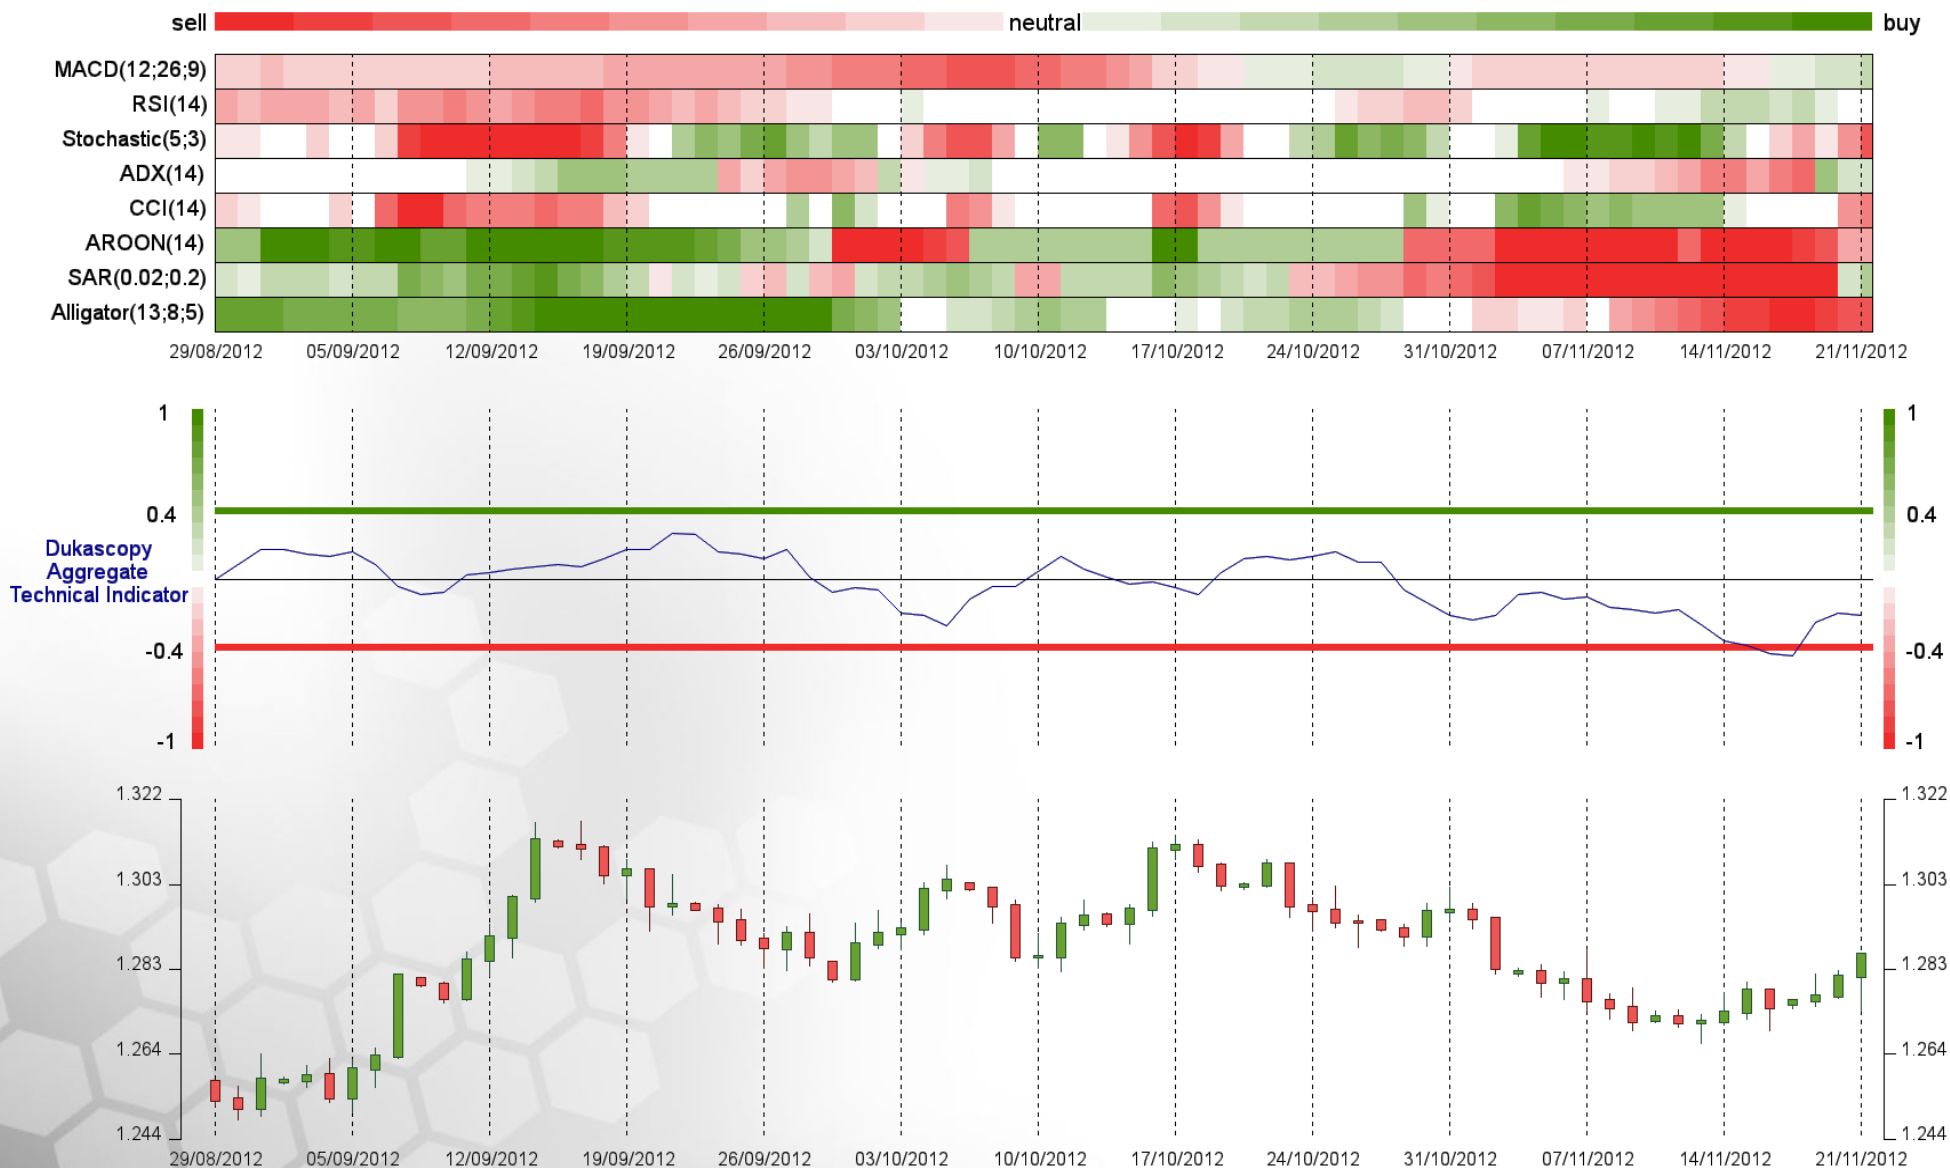 sell neutral buy
MACD(12;26;9)
RSI(14)
Stochastic(5;3)
ADX(14)
CCI(14)
AROON(14)
SAR(0.02;0.2)
Alligator(13;8;5)
29/08/2012 05/09/2012 12/09/2012 19/09/2012 26/09/2012 03/10/2012 10/10/2012 17/10/2012 24/10/2012 31/10/2012 07/11/2012 14/11/2012 21/11/2012
1 1
0.4 0.4
Dukascopy
Aggregate
Technical Indicator
-0.4 -0.4
-1 -1
1.322 1.322
1.303 1.303
1.283 1.283
1.264 1.264
1.244 1.244
29/08/2012 05/09/2012 12/09/2012 19/09/2012 26/09/2012 03/10/2012 10/10/2012 17/10/2012 24/10/2012 31/10/2012 07/11/2012 14/11/2012 21/11/2012